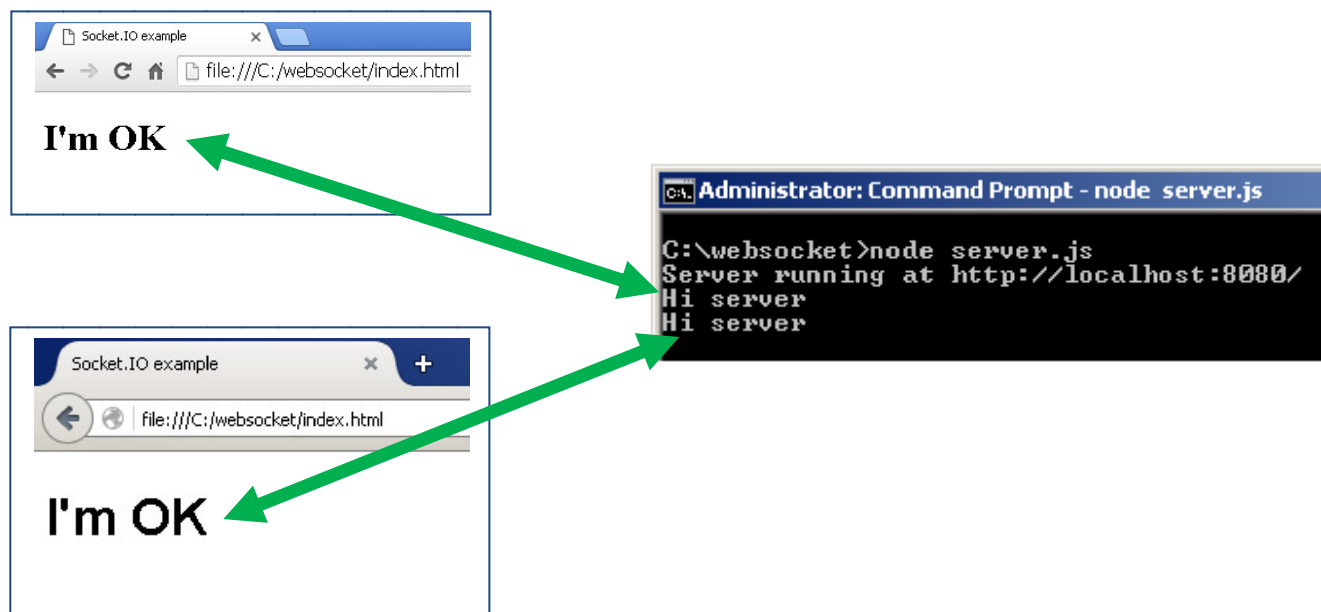 Socket.IO example
file:///C:/websocket/index.html
I'm OK
Administrator: Command Prompt - node server.js
C:\websocket>node server.js
Server running at http://localhost:8080/
Hi server
Hi server
Socket.IO example
file:///C:/websocket/index.html
I'm OK